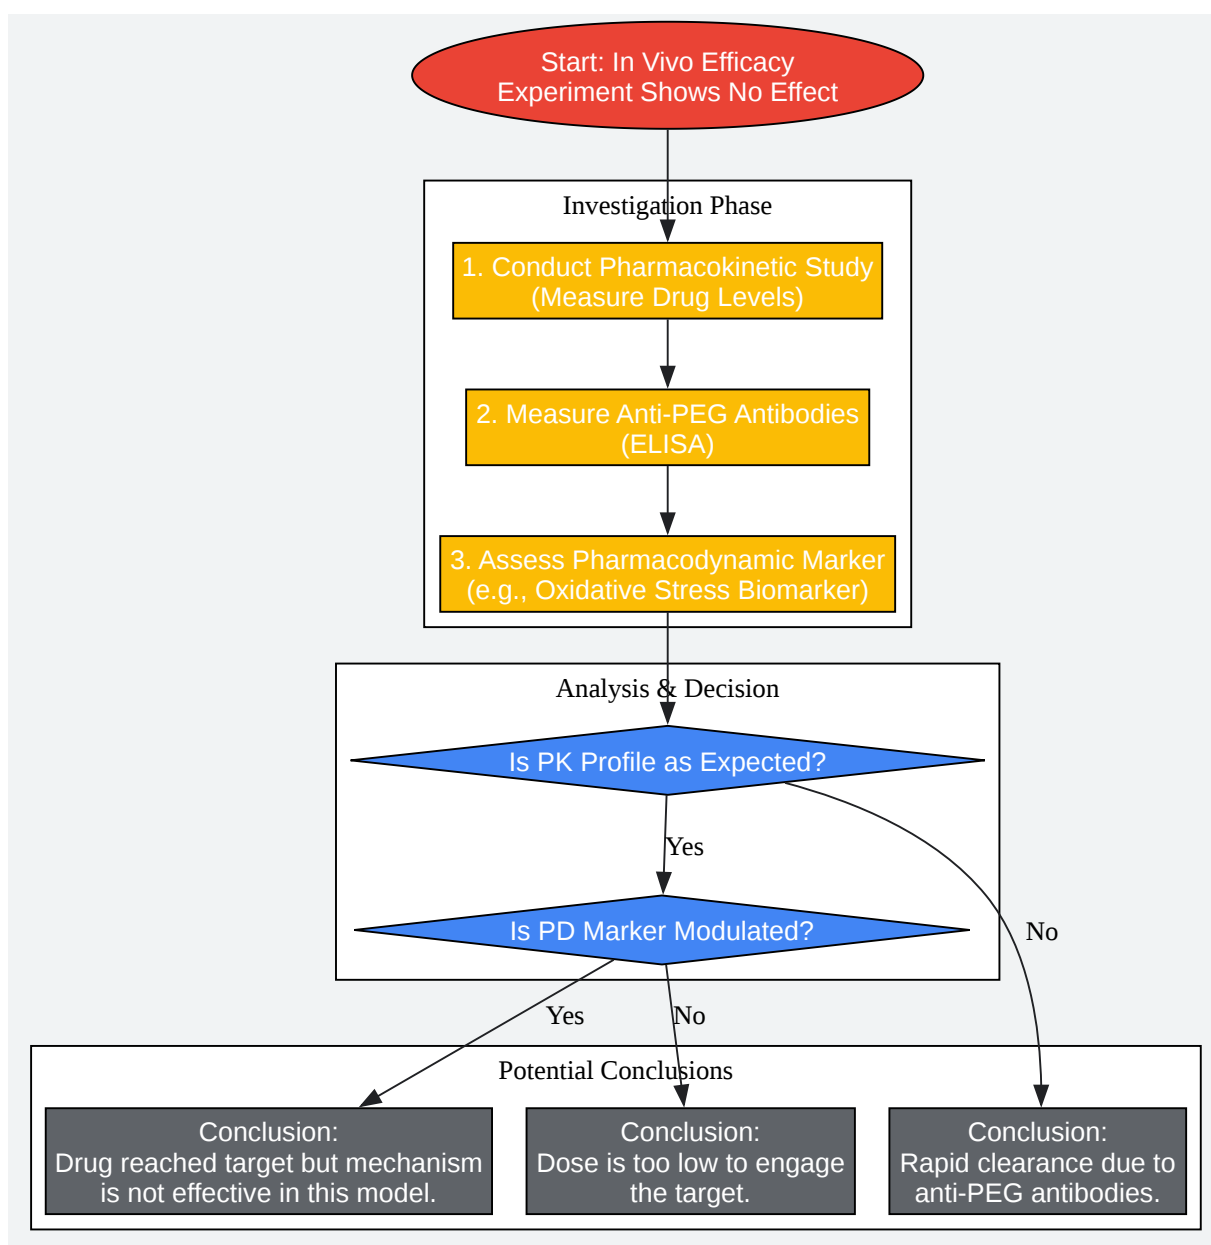 Start: In Vivo Efficacy
Experiment Shows No Effect
Investigation Phase
1. Conduct Pharmacokinetic Study
(Measure Drug Levels)
2. Measure Anti-PEG Antibodies
(ELISA)
3. Assess Pharmacodynamic Marker
(e.g., Oxidative Stress Biomarker)
Analysis & Decision
Is PK Profile as Expected?
Yes
Is PD Marker Modulated?
No
Yes
No
Potential Conclusions
Conclusion:
Drug reached target but mechanism
is not effective in this model.
Conclusion:
Dose is too low to engage
the target.
Conclusion:
Rapid clearance due to
anti-PEG antibodies.